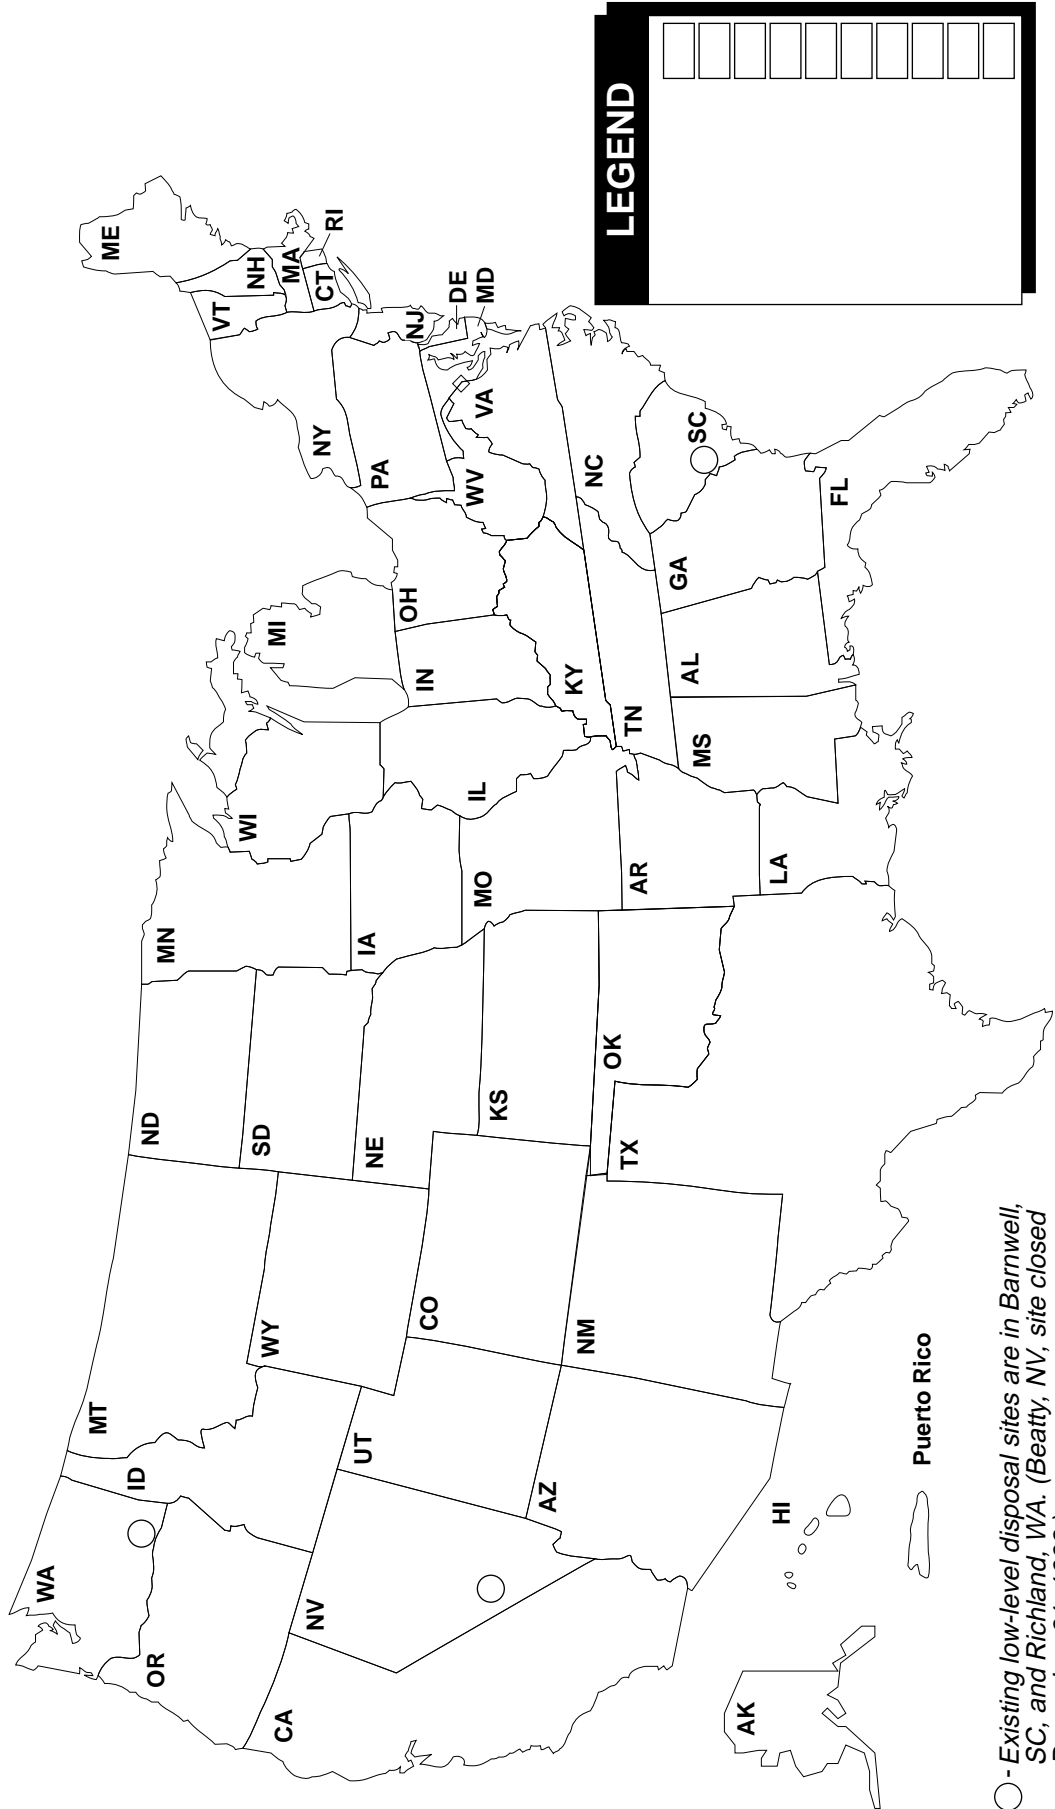 LEGEND
ME
VT
NH
MA
CT
RI
NY
PA
NJ
DE
MD
VA
WV
NC
SC
GA
FL
OH
MI
IN
KY
TN
AL
MS
WI
IL
MN
IA
MO
AR
LA
ND
SD
NE
KS
OK
TX
MT
WY
CO
NM
ID
UT
AZ
WA
OR
NV
CA
HI
AK
Puerto Rico
- Existing low-level disposal sites are in Barnwell,
SC, and Richland, WA. (Beatty, NV, site closed